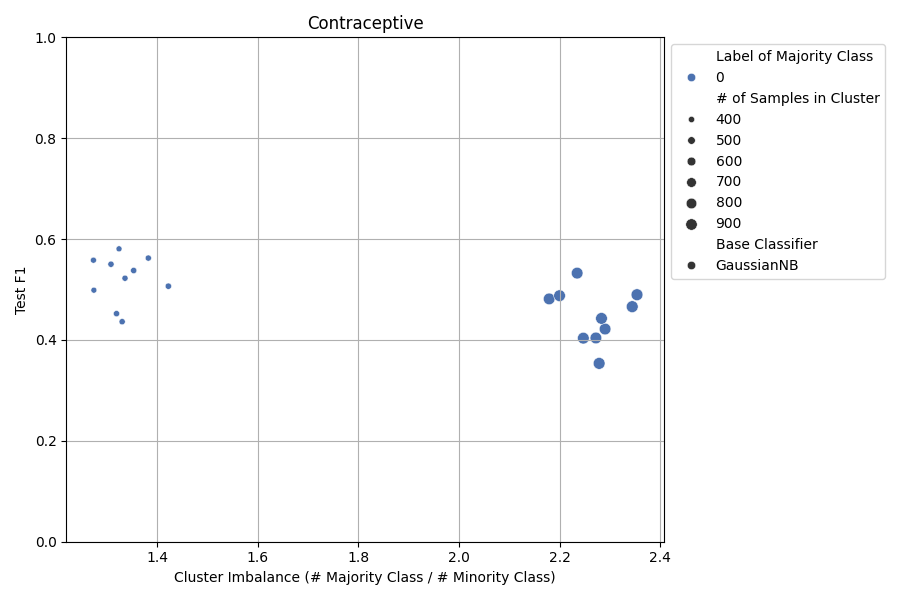 Contraceptive
Test F1
1.0
0.8
0.6
0.4
0.2
0.0
1.4
1.6
1.8
2.0
2.2
2.4
Cluster Imbalance (# Majority Class / # Minority Class)
Label of Majority Class
0
# of Samples in Cluster
400
500
600
700
800
900
Base Classifier
GaussianNB